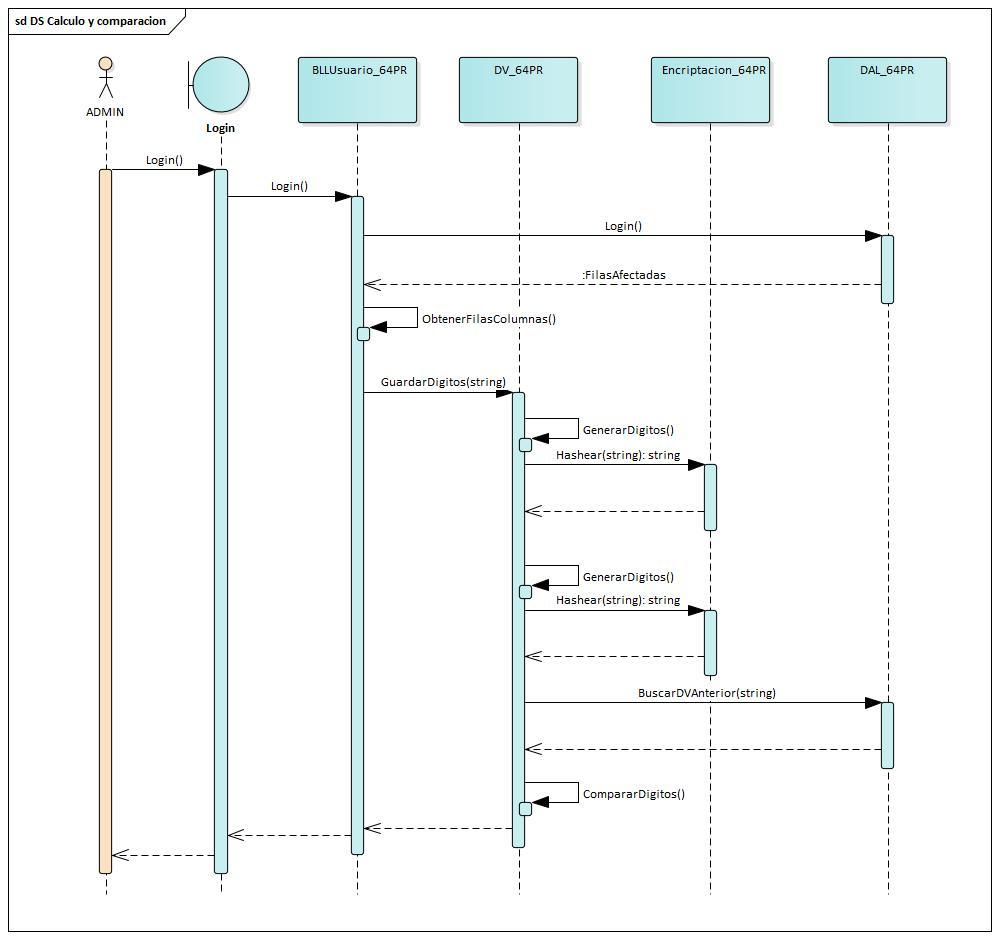 sd DS Calculo y comparacion
BLLUsuario_64PR
DV_64PR
Encriptacion_64PR
DAL_64PR
ADMIN
Login
Login()
Login()
Login()
:FilasAfectadas
ObtenerFilasColumnas()
GuardarDigitos(string)
GenerarDigitos()
Hashear(string): string
GenerarDigitos()
Hashear(string): string
BuscarDVAnterior(string)
CompararDigitos()